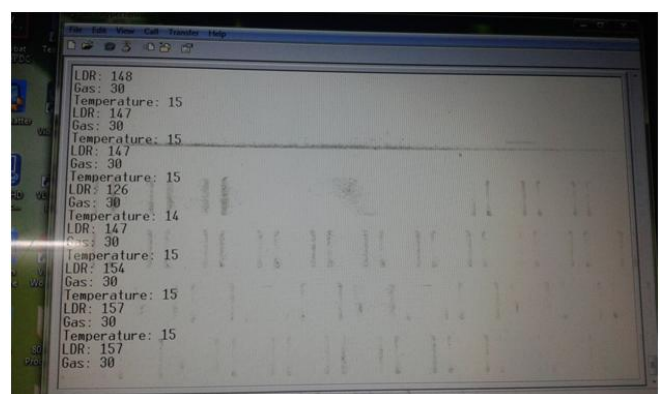 File Edit View Call Transfer Help
LDR: 148
Gas: 30
Temperature: 15
LDR: 147
Gas: 30
Temperature: 15
LDR: 147
Gas: 30
Temperature: 15
LDR: 126
Gas: 30
Temperature: 14
LDR: 147
Gas: 30
Temperature: 15
LDR: 154
Gas: 30
Temperature: 15
LDR: 157
Gas: 30
Temperature: 15
LDR: 157
Gas: 30